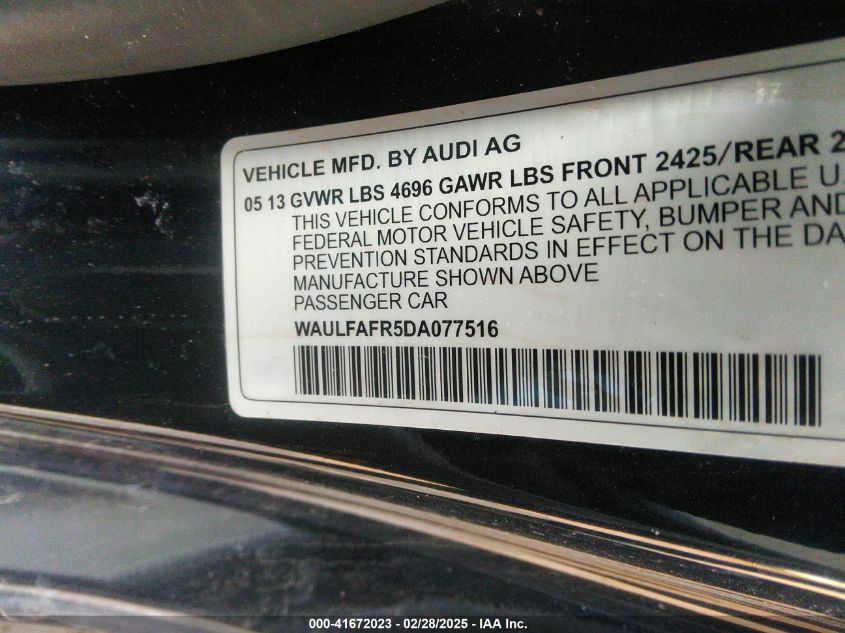 VEHICLE MFD. BY AUDI AG
05 13 GVWR LBS 4696 GAWR LBS FRONT 2425/REAR 2
THIS VEHICLE CONFORMS TO ALL APPLICABLE U.
FEDERAL MOTOR VEHICLE SAFETY, BUMPER AND
PREVENTION STANDARDS IN EFFECT ON THE DA
MANUFACTURE SHOWN ABOVE
PASSENGER CAR
WAULFAFR5DA077516
000-41672023 - 02/28/2025 - IAA Inc.